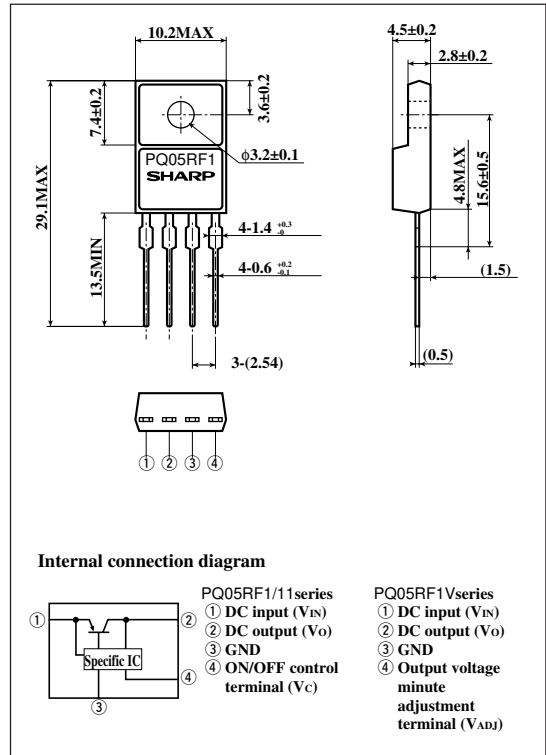 10.2MAX
4.5±0.2
2.8±0.2
7.4±0.2
3.6±0.2
29.1MAX
PQ05RF1
SHARP
ϕ3.2±0.1
4.8MAX
15.6±0.5
13.5MIN
4-1.4 +0.3 -0
4-0.6 +0.2 -0.1
(1.5)
3-(2.54)
(0.5)
① ② ③ ④
Internal connection diagram
① ②
Specific IC
④
③
PQ05RF1/11series
① DC input (VIN)
② DC output (VO)
③ GND
④ ON/OFF control
terminal (VC)
PQ05RF1Vseries
① DC input (VIN)
② DC output (VO)
③ GND
④ Output voltage
minute
adjustment
terminal (VADJ)